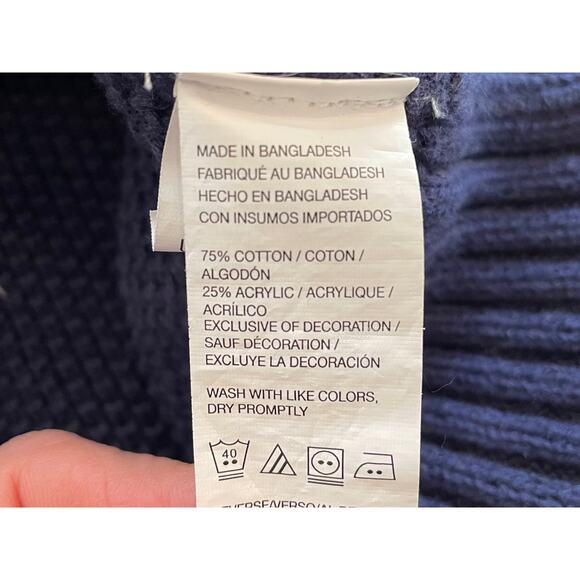 MADE IN BANGLADESH
FABRIQUÉ AU BANGLADESH
HECHO EN BANGLADESH
CON INSUMOS IMPORTADOS
75% COTTON / COTON /
ALGODÓN
25% ACRYLIC / ACRYLIQUE /
ACRÍLICO
EXCLUSIVE OF DECORATION /
SAUF DÉCORATION /
EXCLUYE LA DECORACIÓN
WASH WITH LIKE COLORS,
DRY PROMPTLY
40